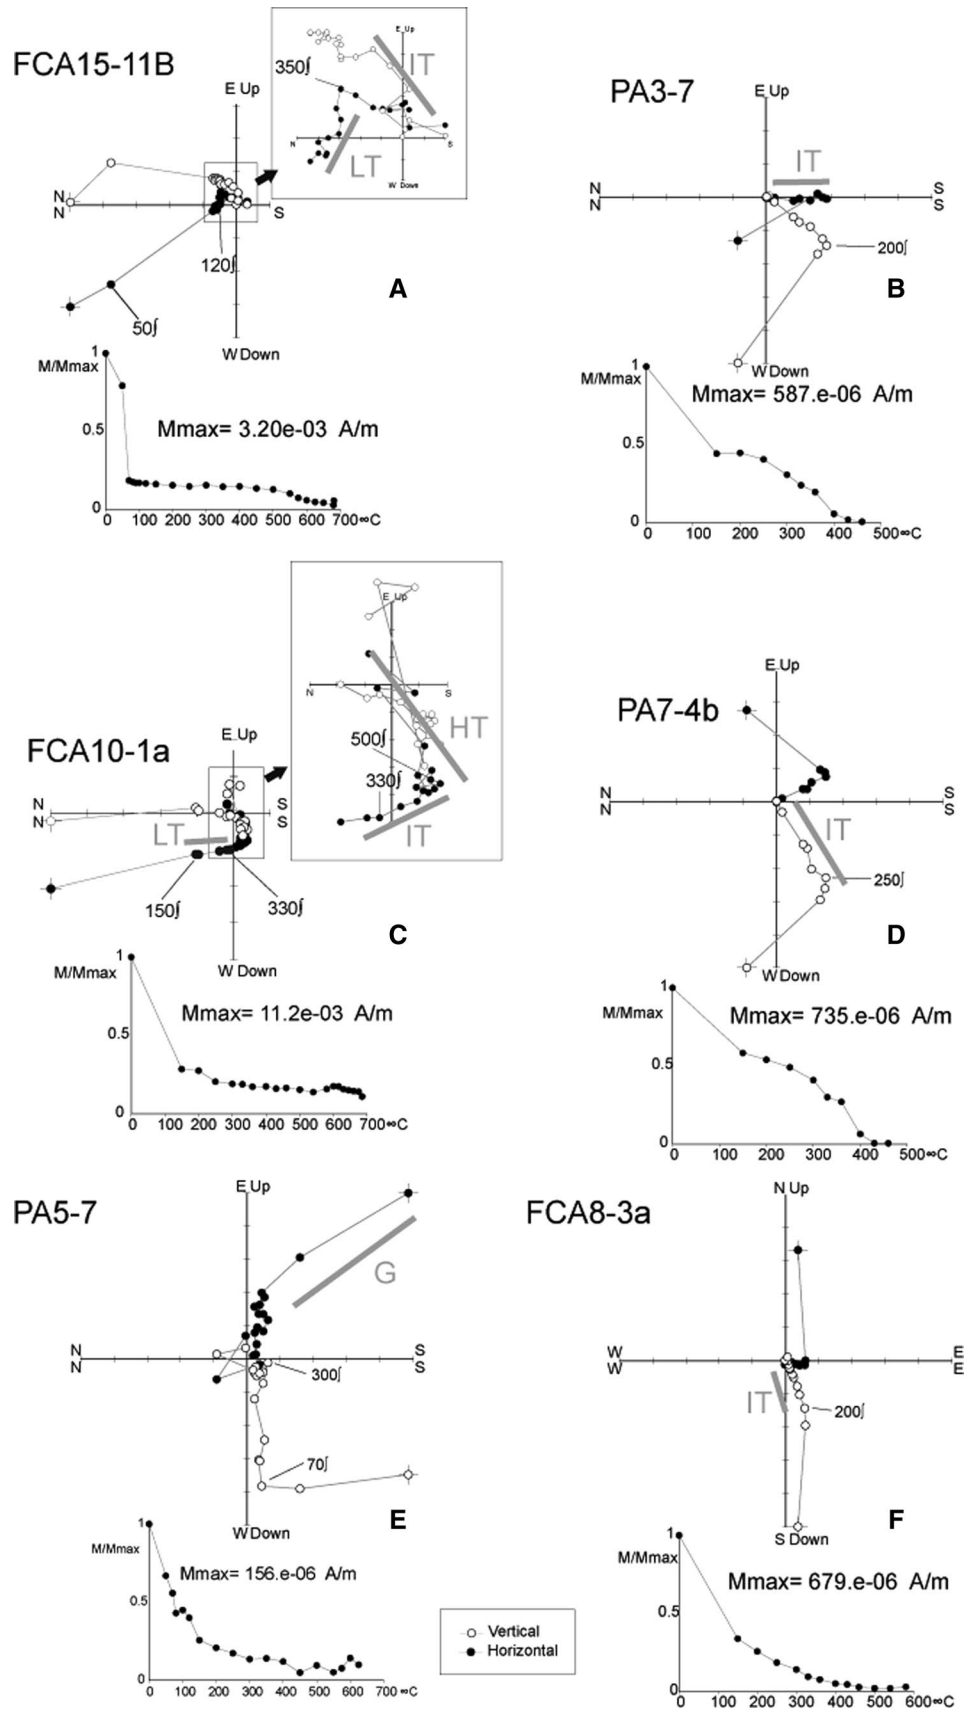 FCA15-11B
E Up
N
N
S
120∫
50∫
W Down
E Up
350∫
IT
N
S
LT
W Down
A
1
M/Mmax
0.5
Mmax= 3.20e-03 A/m
0
0 100 200 300 400 500 600 700∞C
PA3-7
E Up
IT
N
N
S
S
200∫
B
W Down
1
M/Mmax
Mmax= 587.e-06 A/m
0.5
0
0 100 200 300 400 500∞C
FCA10-1a
E Up
N
N
S
S
LT
150∫
330∫
W Down
E Up
N
S
HT
500∫
330∫
IT
C
1
M/Mmax
Mmax= 11.2e-03 A/m
0.5
0
0 100 200 300 400 500 600 700∞C
PA7-4b
E Up
N
N
S
S
IT
250∫
D
W Down
1
M/Mmax
Mmax= 735.e-06 A/m
0.5
0
0 100 200 300 400 500∞C
PA5-7
E Up
G
N
N
S
S
300∫
70∫
W Down
E
1
M/Mmax
Mmax= 156.e-06 A/m
0.5
0
0 100 200 300 400 500 600 700∞C
FCA8-3a
N Up
W
W
E
E
IT
200∫
F
S Down
1
M/Mmax
Mmax= 679.e-06 A/m
0.5
0
0 100 200 300 400 500 600∞C
Vertical
Horizontal